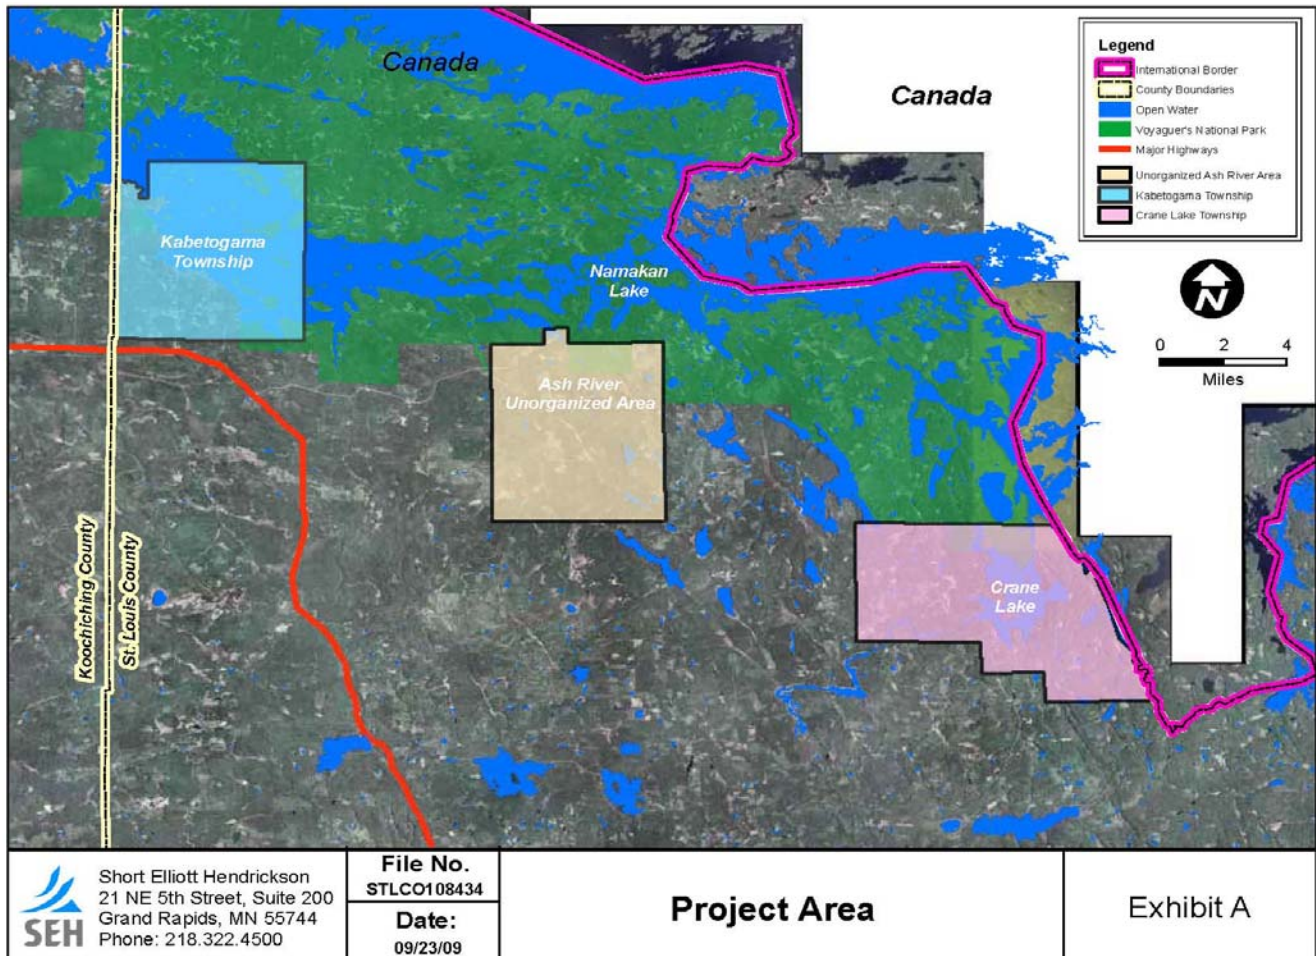 Canada
Canada
Legend
International Border
County Boundaries
Open Water
Voyaguer's National Park
Major Highways
Unorganized Ash River Area
Kabetogama Township
Crane Lake Township
N
0 2 4
Miles
Kabetogama
Township
Namakan
Lake
Ash River
Unorganized Area
Crane
Lake
Koochiching County
St. Louis County
SEH
Short Elliott Hendrickson
21 NE 5th Street, Suite 200
Grand Rapids, MN 55744
Phone: 218.322.4500
File No.
STLCO108434
Date:
09/23/09
Project Area
Exhibit A